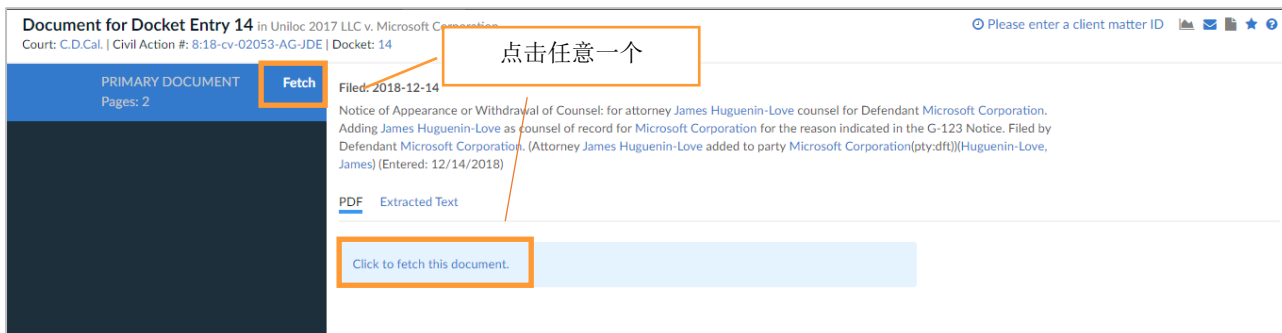 Document for Docket Entry 14 in Uniloc 2017 LLC v. Microsoft Corporation
Please enter a client matter ID
Court: C.D.Cal. | Civil Action #: 8:18-cv-02053-AG-JDE | Docket: 14
点击任意一个
PRIMARY DOCUMENT Fetch
Pages: 2
Filed: 2018-12-14
Notice of Appearance or Withdrawal of Counsel: for attorney James Huguenin-Love counsel for Defendant Microsoft Corporation.
Adding James Huguenin-Love as counsel of record for Microsoft Corporation for the reason indicated in the G-123 Notice. Filed by
Defendant Microsoft Corporation. (Attorney James Huguenin-Love added to party Microsoft Corporation(pty:dft))(Huguenin-Love,
James) (Entered: 12/14/2018)
PDF Extracted Text
Click to fetch this document.